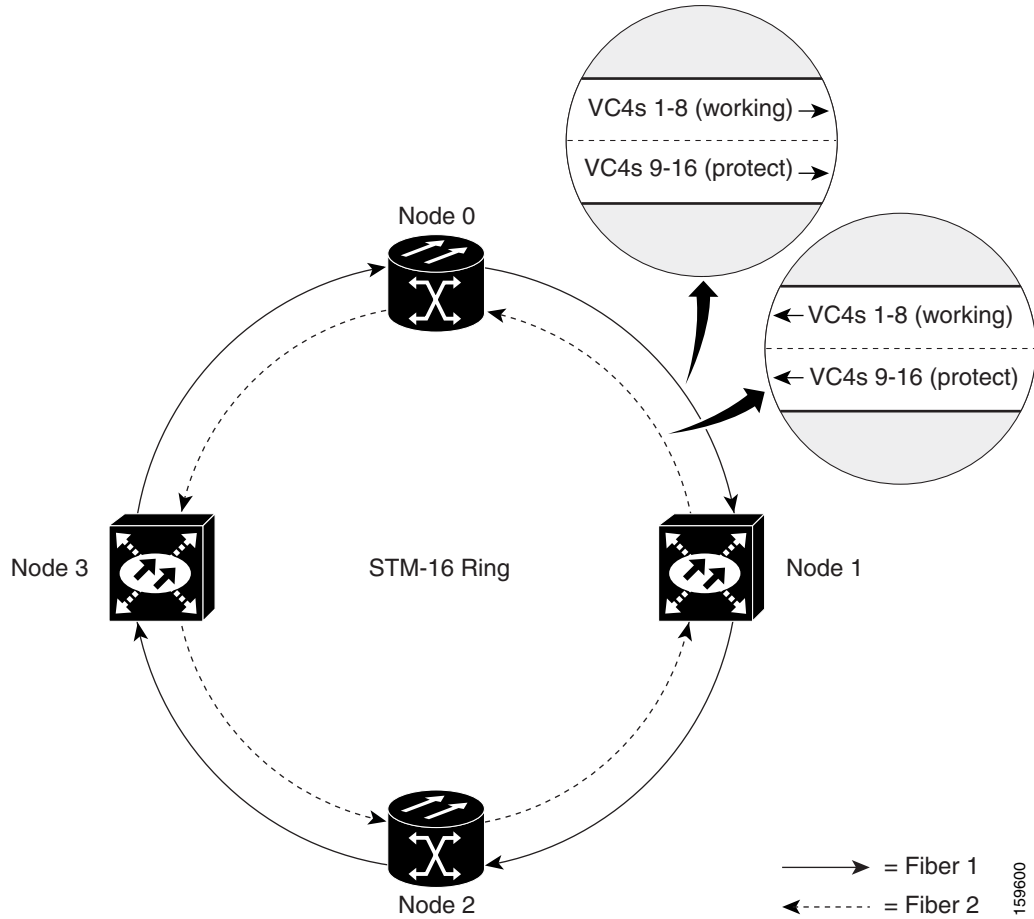 VC4s 1-8 (working)
VC4s 9-16 (protect)
Node 0
VC4s 1-8 (working)
VC4s 9-16 (protect)
Node 3
STM-16 Ring
Node 1
= Fiber 1
Node 2
= Fiber 2
159600